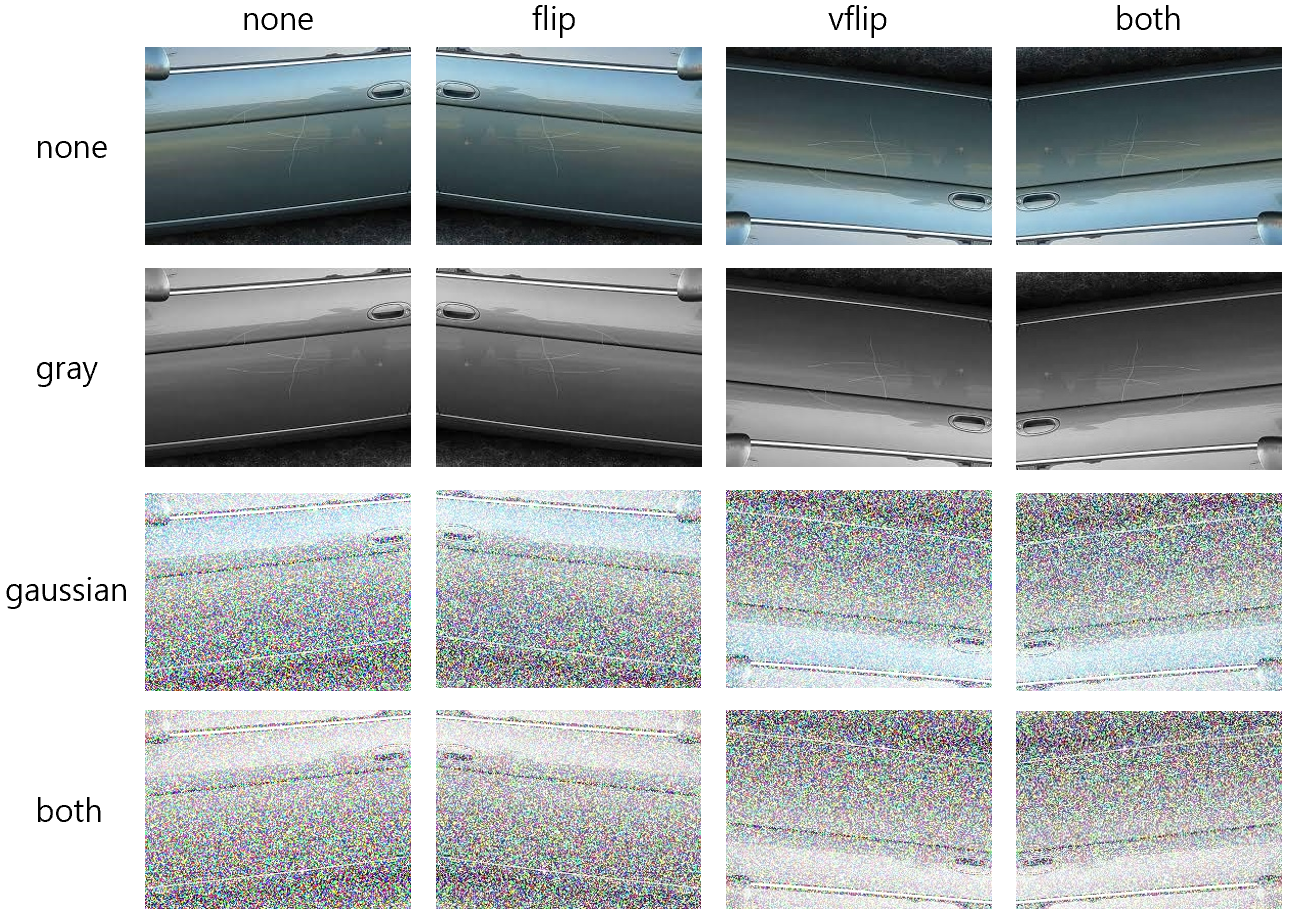 none flip vflip both
none
gray
gaussian
both